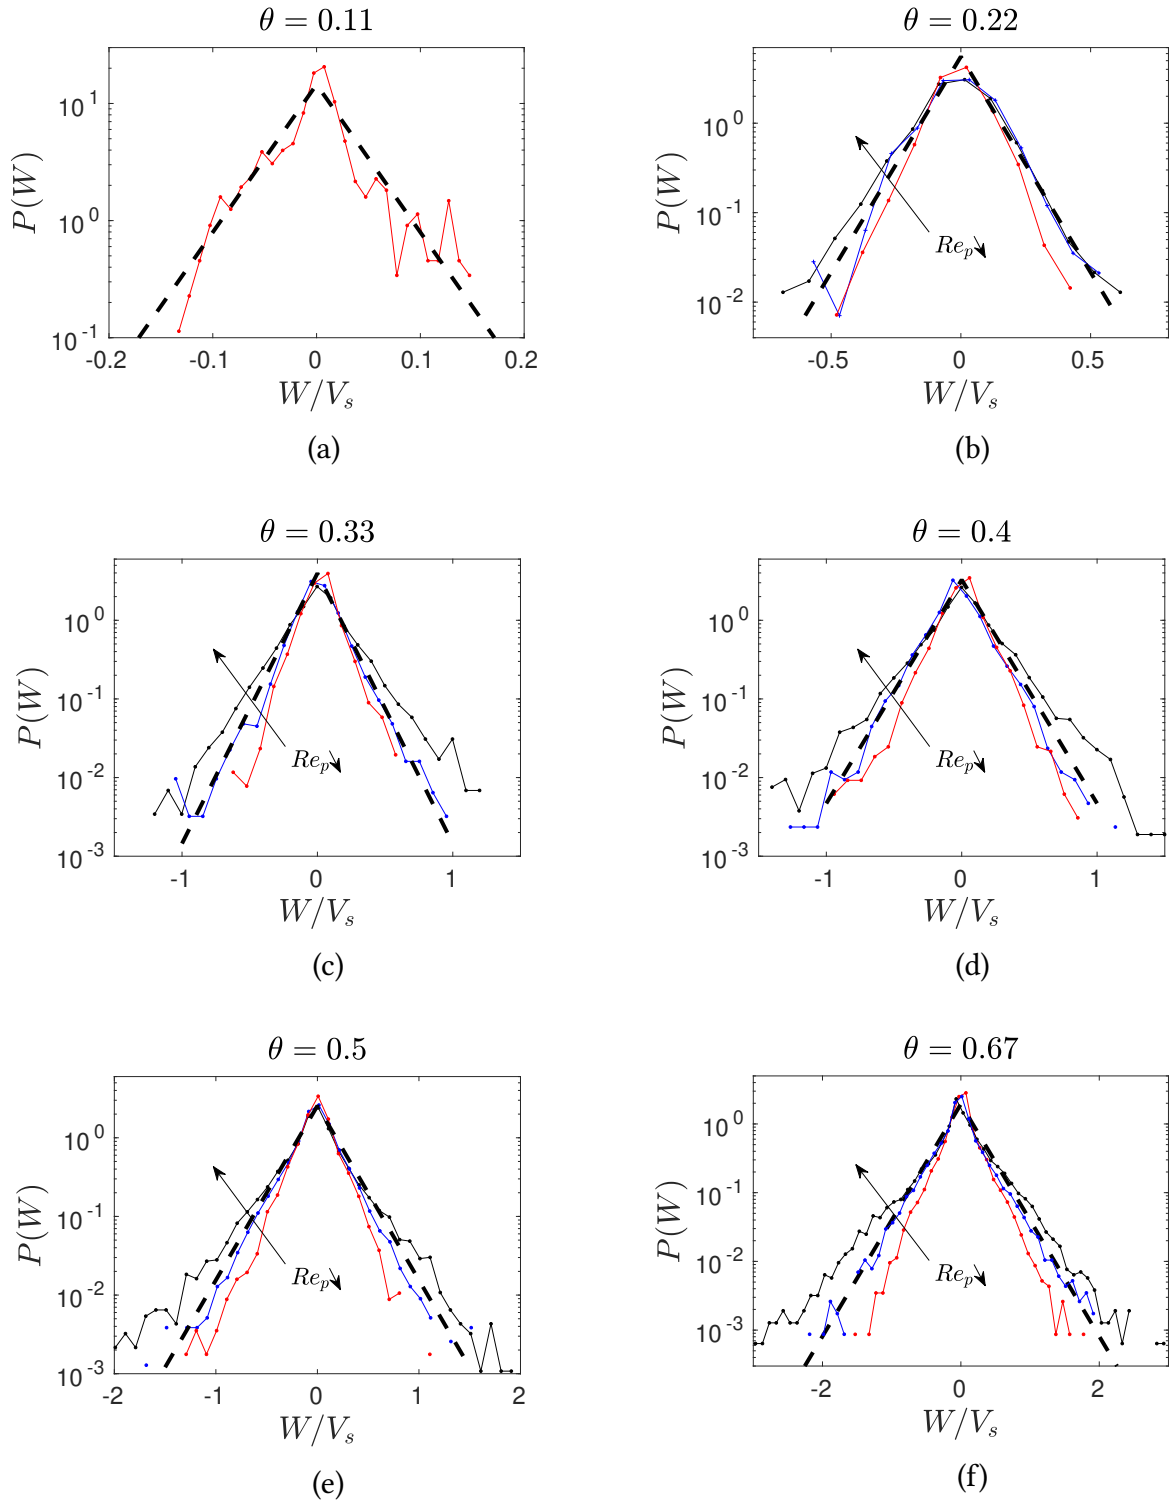 θ = 0.11
10^1
10^0
10^-1
P(W)
-0.2 -0.1 0 0.1 0.2
W/V_s
(a)
θ = 0.22
10^0
10^-1
10^-2
P(W)
Re_p↘
-0.5 0 0.5
W/V_s
(b)
θ = 0.33
10^0
10^-1
10^-2
10^-3
P(W)
Re_p↘
-1 0 1
W/V_s
(c)
θ = 0.4
10^0
10^-1
10^-2
10^-3
P(W)
Re_p↘
-1 0 1
W/V_s
(d)
θ = 0.5
10^0
10^-1
10^-2
10^-3
P(W)
Re_p↘
-2 -1 0 1 2
W/V_s
(e)
θ = 0.67
10^0
10^-1
10^-2
10^-3
P(W)
Re_p↘
-2 0 2
W/V_s
(f)